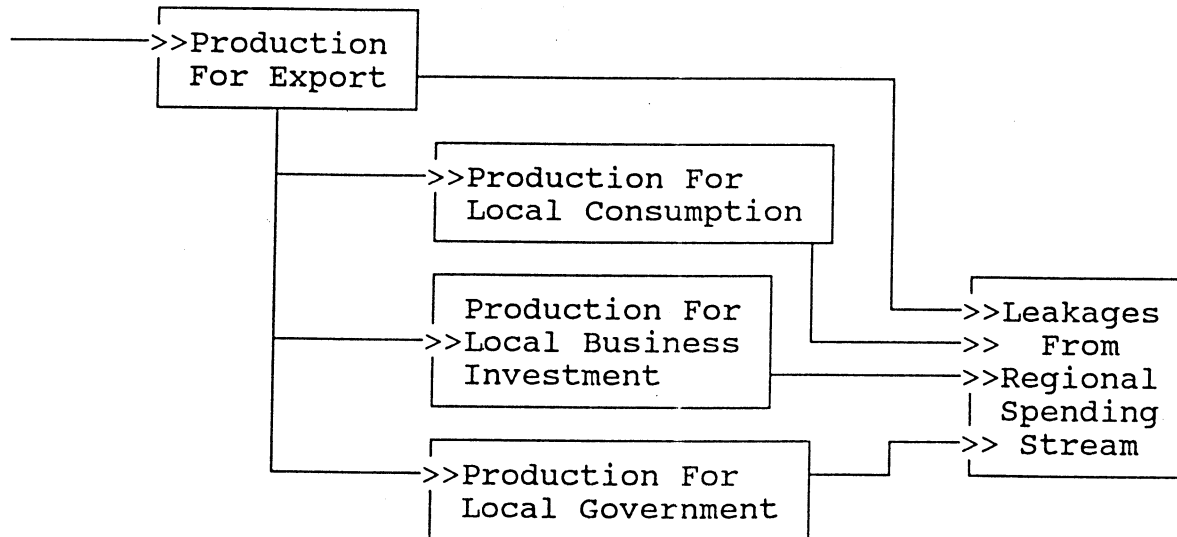 >>Production
For Export
>>Production For
Local Consumption
Production For
>>Local Business
Investment
>>Production For
Local Government
>>Leakages
>> From
>>Regional
Spending
>> Stream